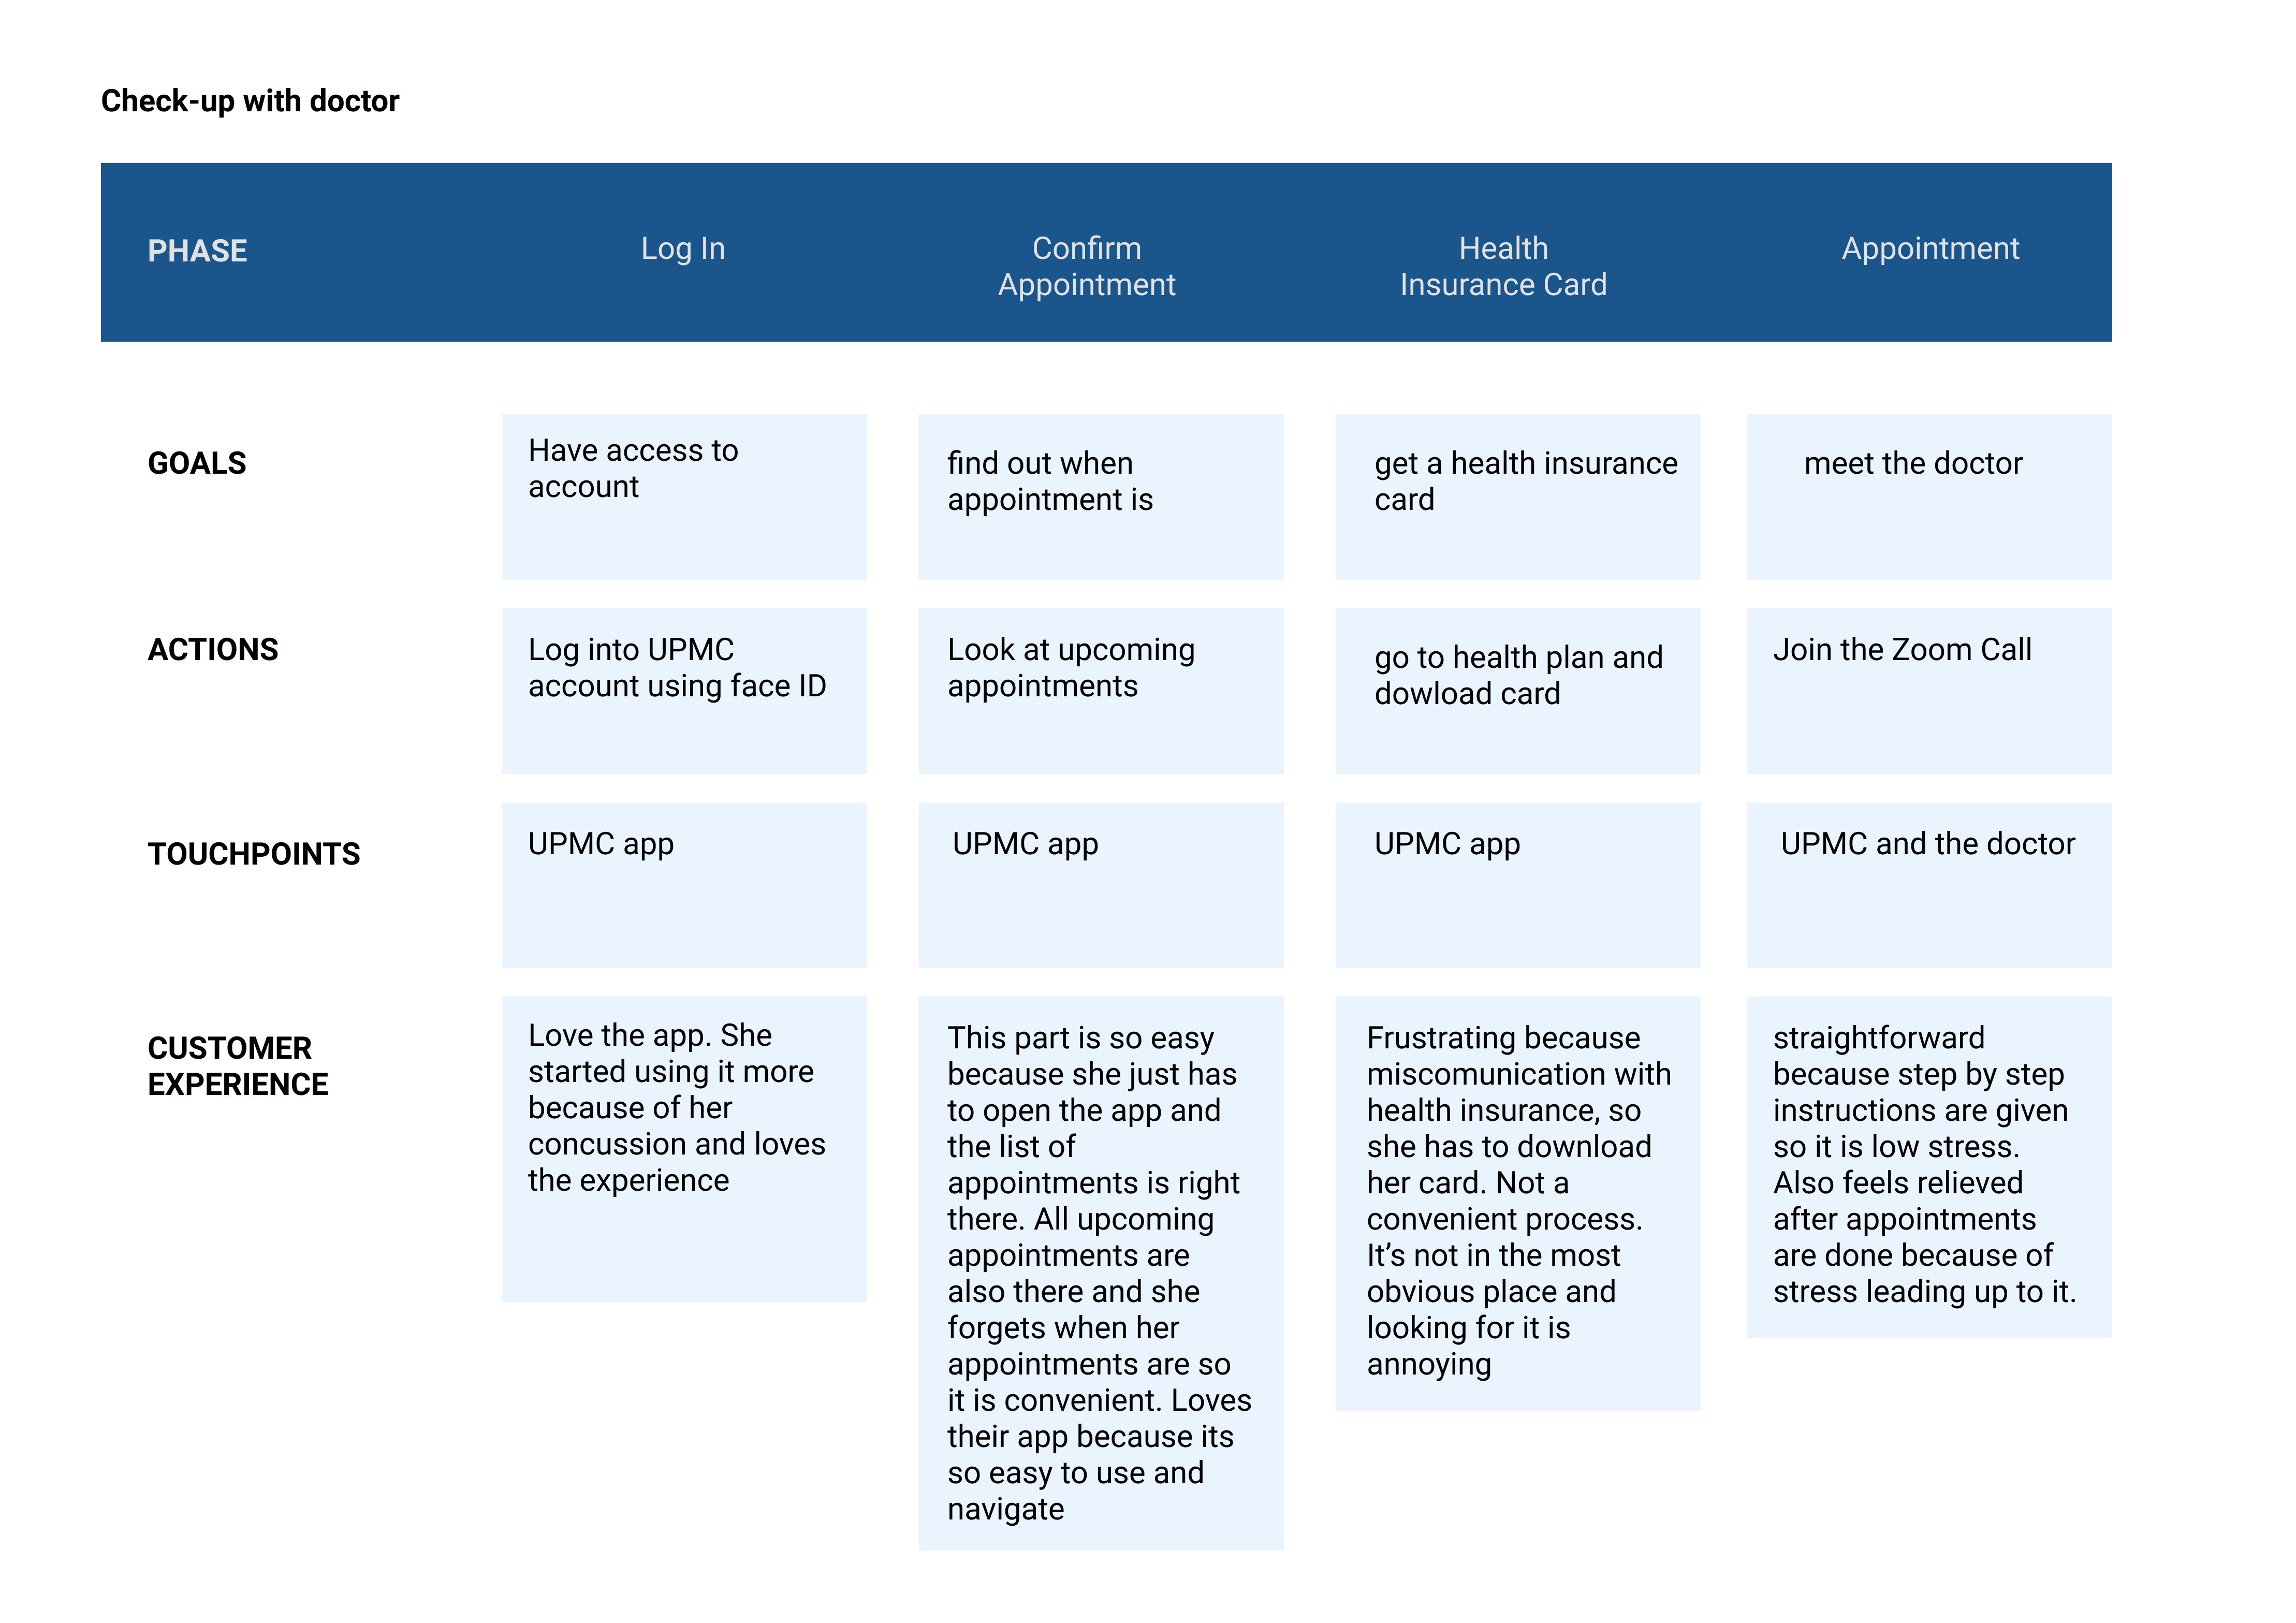 Check-up with doctor
PHASE
Log In
Confirm
Appointment
Health
Insurance Card
Appointment
GOALS
Have access to
account
find out when
appointment is
get a health insurance
card
meet the doctor
ACTIONS
Log into UPMC
account using face ID
Look at upcoming
appointments
go to health plan and
dowload card
Join the Zoom Call
TOUCHPOINTS
UPMC app
UPMC app
UPMC app
UPMC and the doctor
CUSTOMER
EXPERIENCE
Love the app. She
started using it more
because of her
concussion and loves
the experience
This part is so easy
because she just has
to open the app and
the list of
appointments is right
there. All upcoming
appointments are
also there and she
forgets when her
appointments are so
it is convenient. Loves
their app because its
so easy to use and
navigate
Frustrating because
miscomunication with
health insurance, so
she has to download
her card. Not a
convenient process.
It’s not in the most
obvious place and
looking for it is
annoying
straightforward
because step by step
instructions are given
so it is low stress.
Also feels relieved
after appointments
are done because of
stress leading up to it.